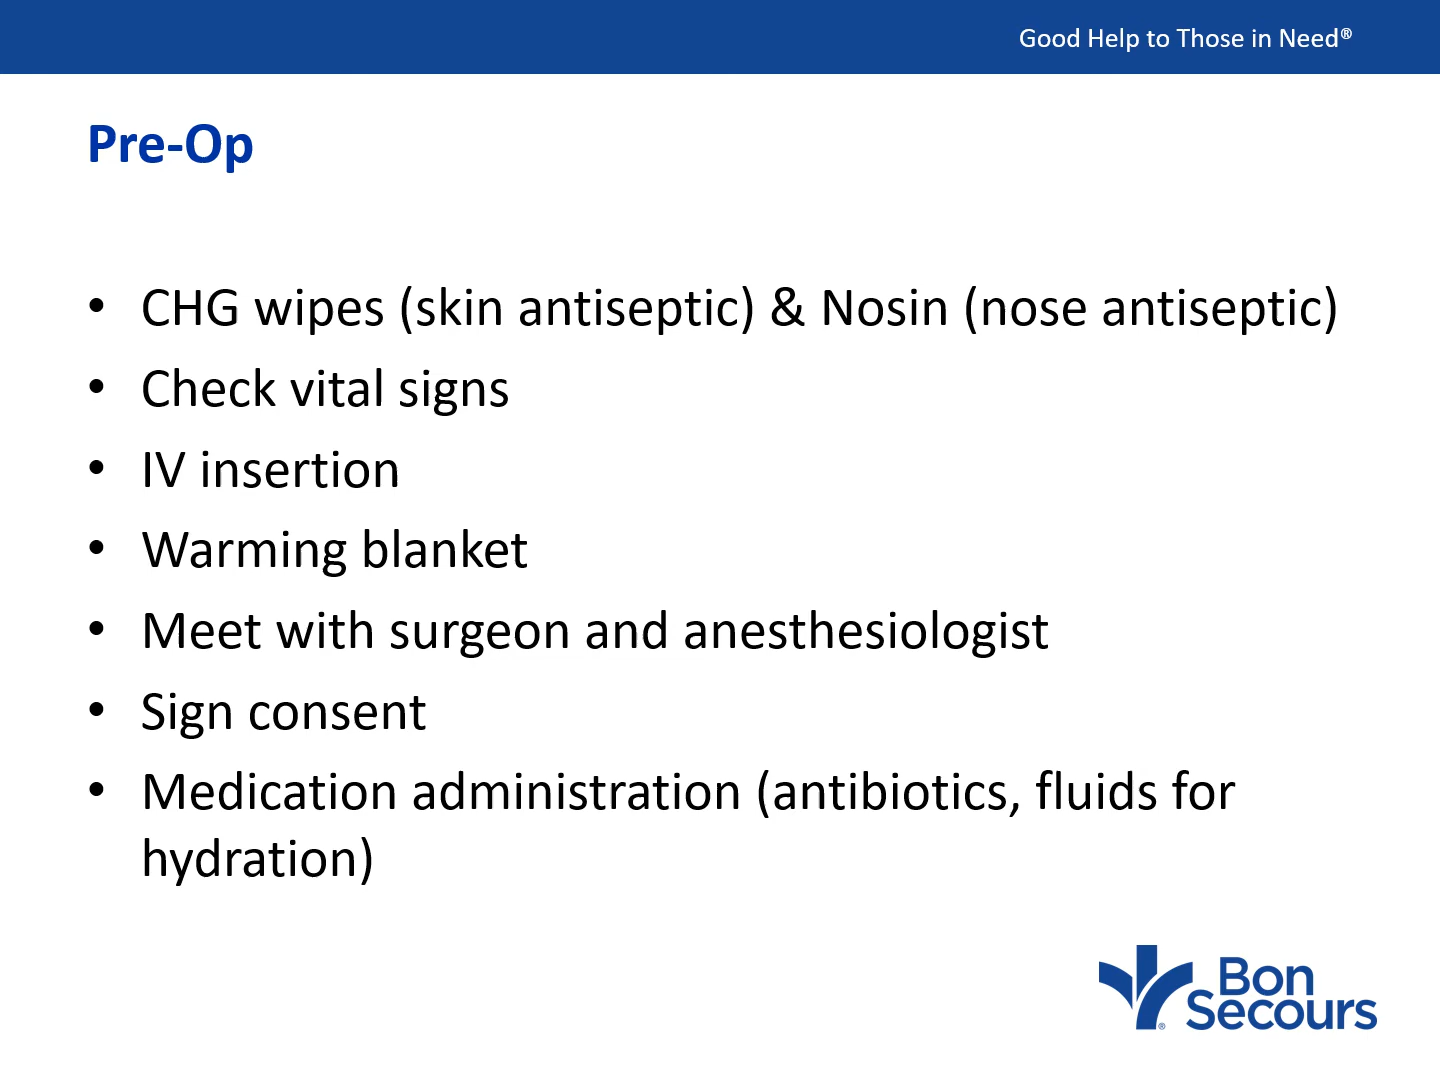 Good Help to Those in Need®
Pre-Op
• CHG wipes (skin antiseptic) & Nosin (nose antiseptic)
• Check vital signs
• IV insertion
• Warming blanket
• Meet with surgeon and anesthesiologist
• Sign consent
• Medication administration (antibiotics, fluids for
hydration)
Bon
Secours
®